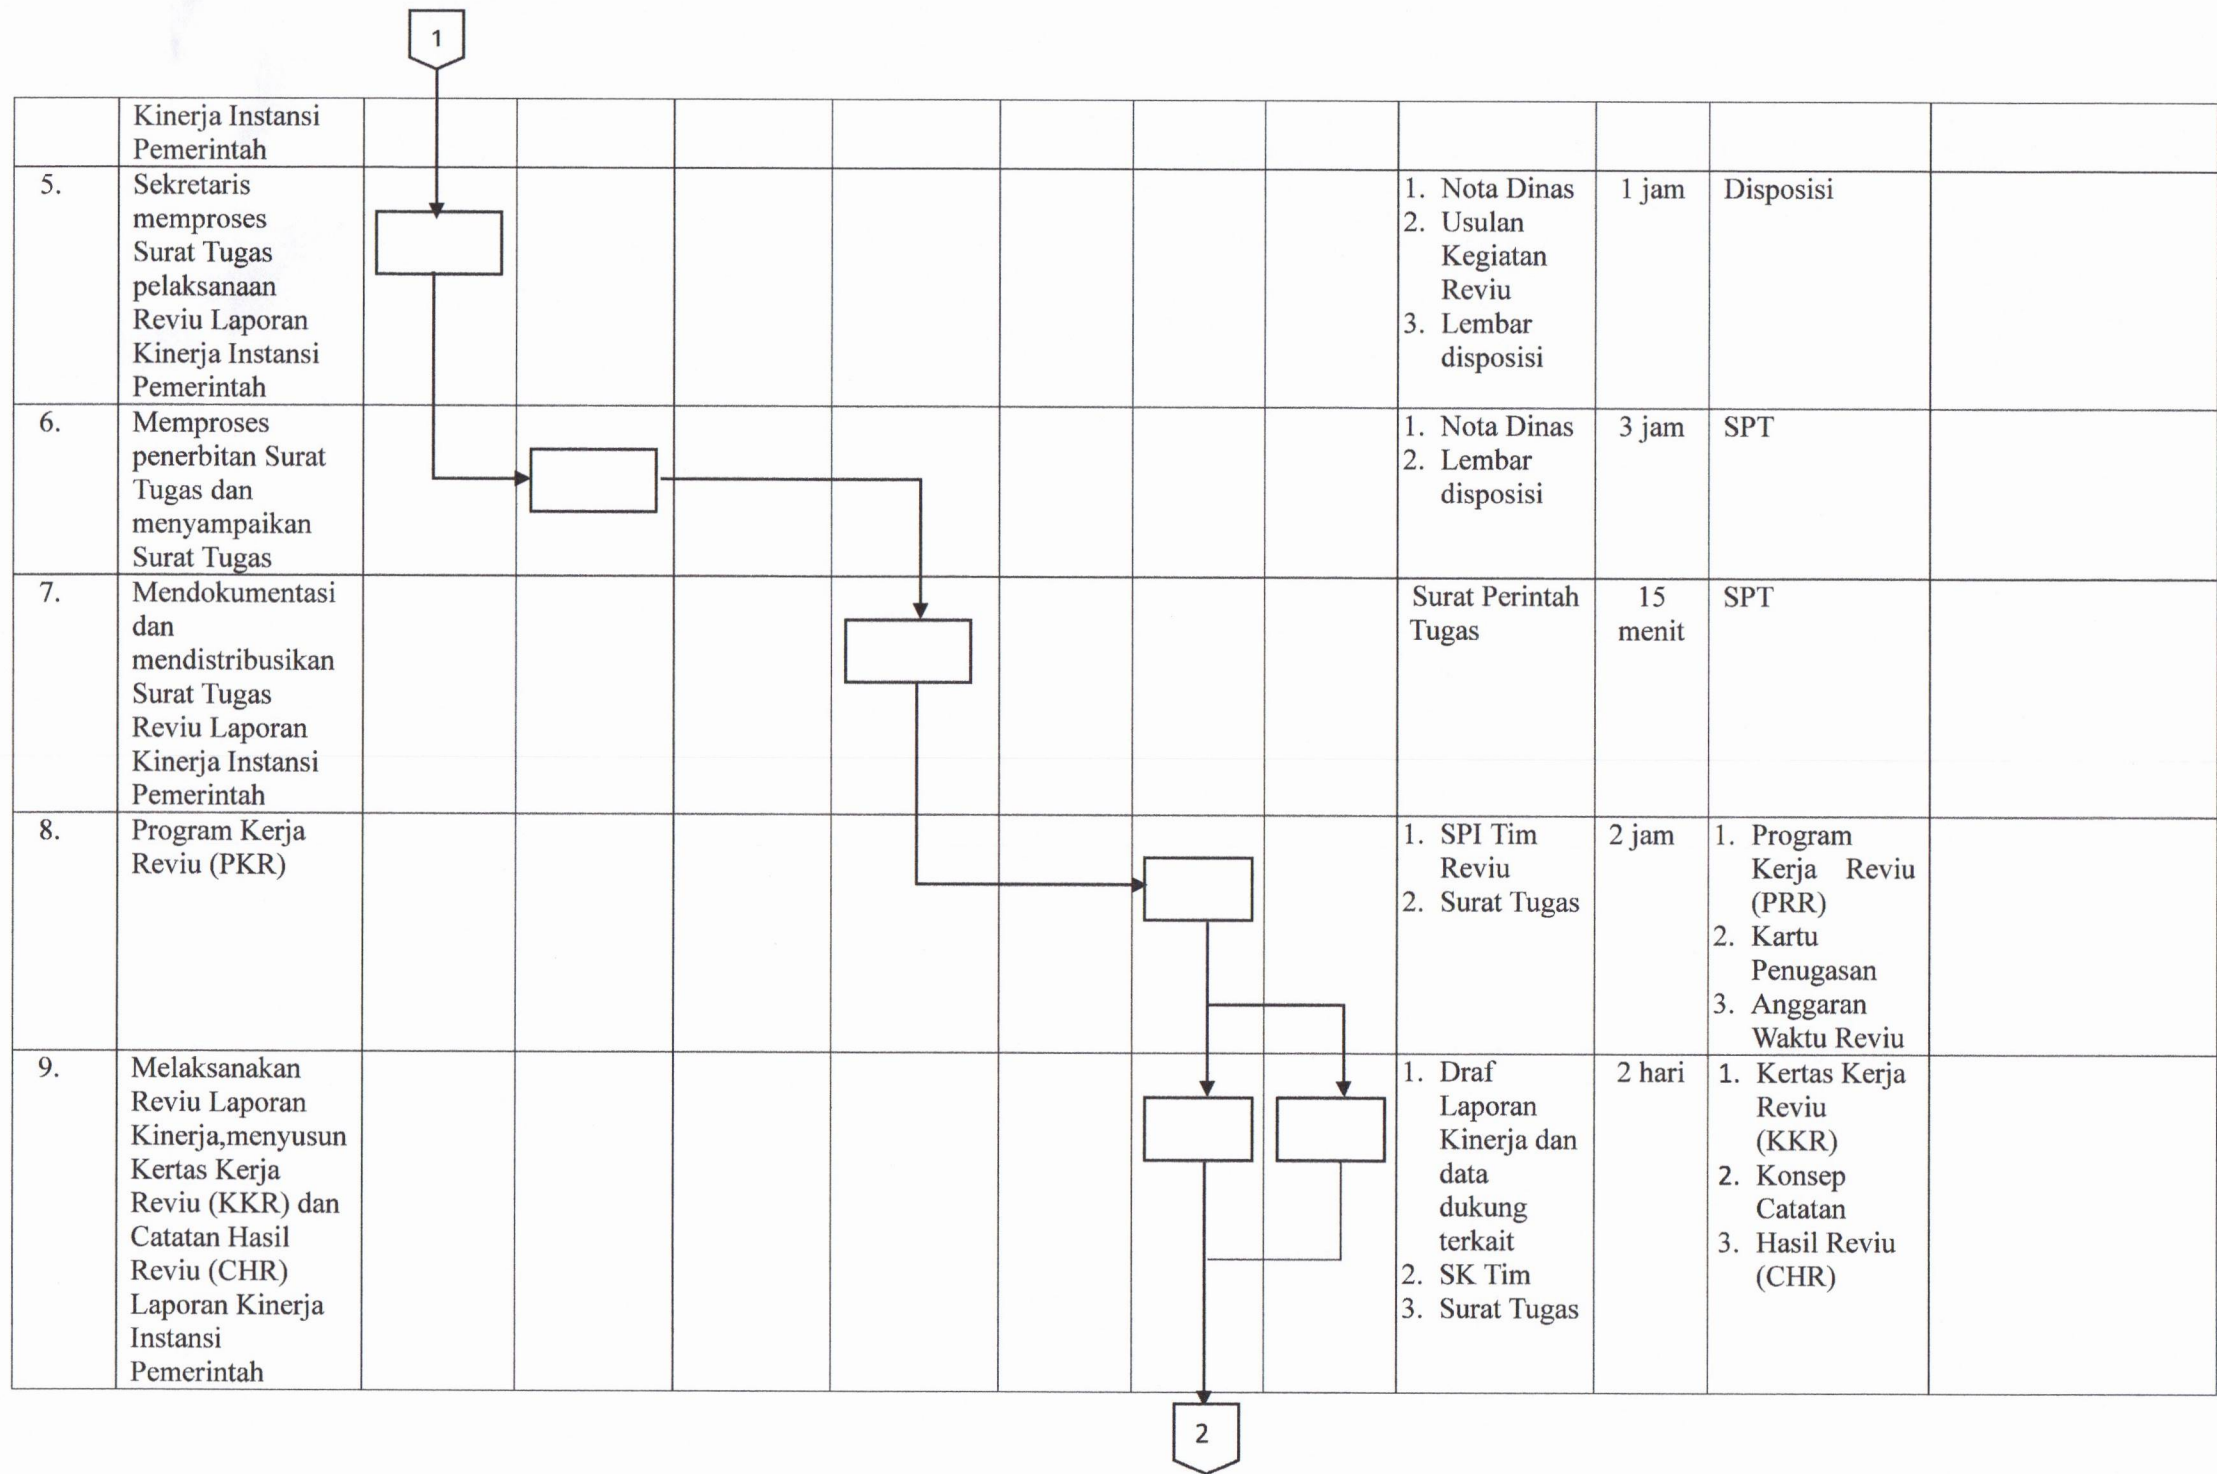 1
Kinerja Instansi
Pemerintah
5.
Sekretaris
memproses
Surat Tugas
pelaksanaan
Reviu Laporan
Kinerja Instansi
Pemerintah
1. Nota Dinas
2. Usulan
Kegiatan
Reviu
3. Lembar
disposisi
1 jam
Disposisi
6.
Memproses
penerbitan Surat
Tugas dan
menyampaikan
Surat Tugas
1. Nota Dinas
2. Lembar
disposisi
3 jam
SPT
7.
Mendokumentasi
dan
mendistribusikan
Surat Tugas
Reviu Laporan
Kinerja Instansi
Pemerintah
Surat Perintah
Tugas
15
menit
SPT
8.
Program Kerja
Reviu (PKR)
1. SPI Tim
Reviu
2. Surat Tugas
2 jam
1. Program
Kerja Reviu
(PRR)
2. Kartu
Penugasan
3. Anggaran
Waktu Reviu
9.
Melaksanakan
Reviu Laporan
Kinerja,menyusun
Kertas Kerja
Reviu (KKR) dan
Catatan Hasil
Reviu (CHR)
Laporan Kinerja
Instansi
Pemerintah
1. Draf
Laporan
Kinerja dan
data
dukung
terkait
2. SK Tim
3. Surat Tugas
2 hari
1. Kertas Kerja
Reviu
(KKR)
2. Konsep
Catatan
3. Hasil Reviu
(CHR)
2